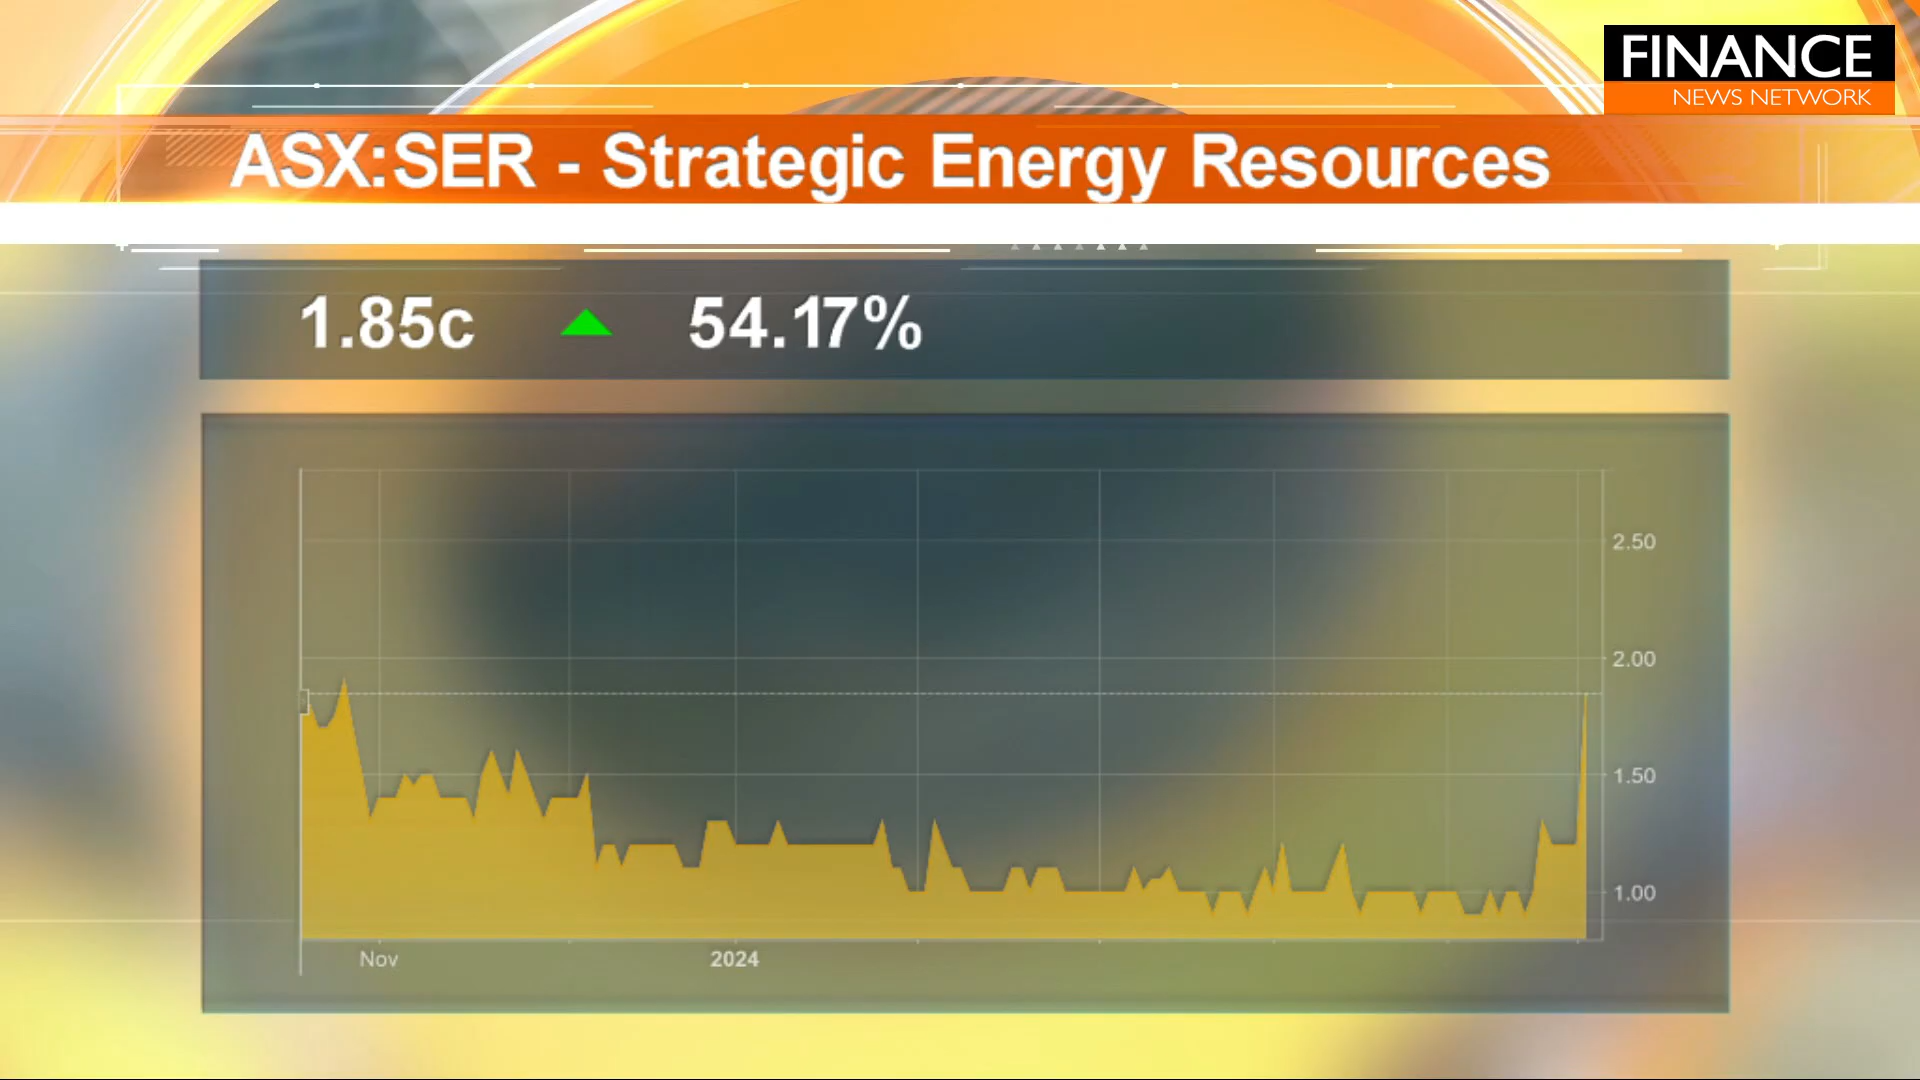 FINANCE
NEWS NETWORK
ASX:SER - Strategic Energy Resources
1.85c 54.17%
2.50
2.00
1.50
1.00
Nov 2024